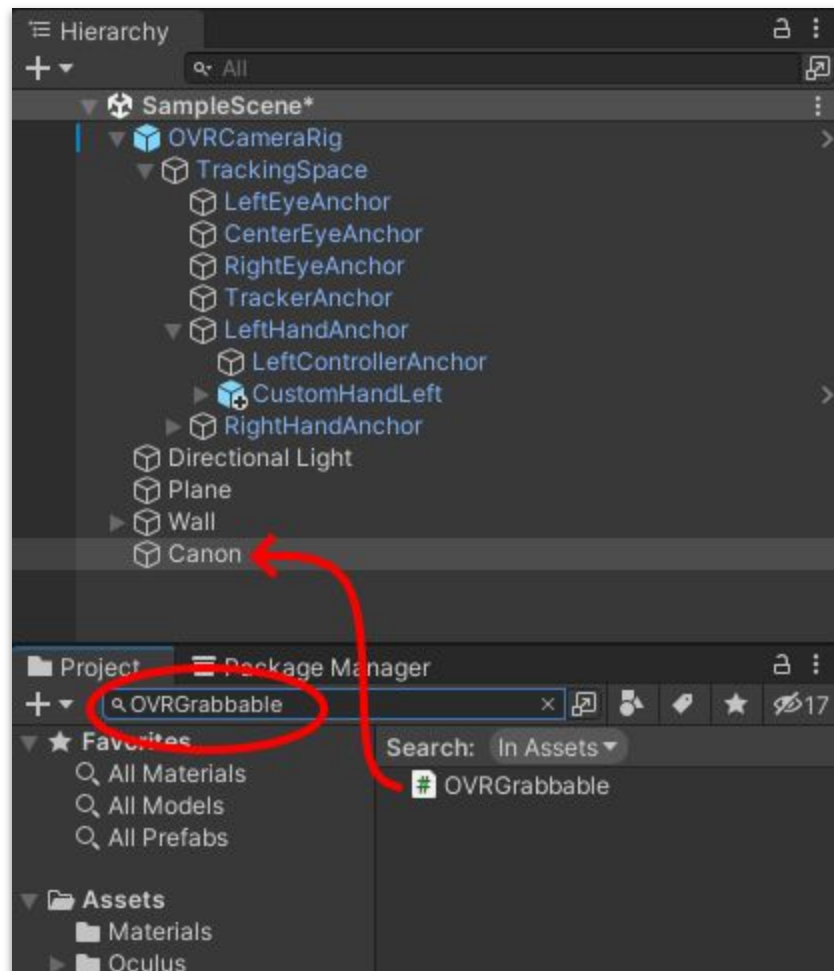 Hierarchy
All
SampleScene*
OVRCameraRig
TrackingSpace
LeftEyeAnchor
CenterEyeAnchor
RightEyeAnchor
TrackerAnchor
LeftHandAnchor
LeftControllerAnchor
CustomHandLeft
RightHandAnchor
Directional Light
Plane
Wall
Canon
Project Package Manager
OVRGrabbable 17
Favorites Search: In Assets
All Materials OVRGrabbable
All Models
All Prefabs
Assets
Materials
Oculus